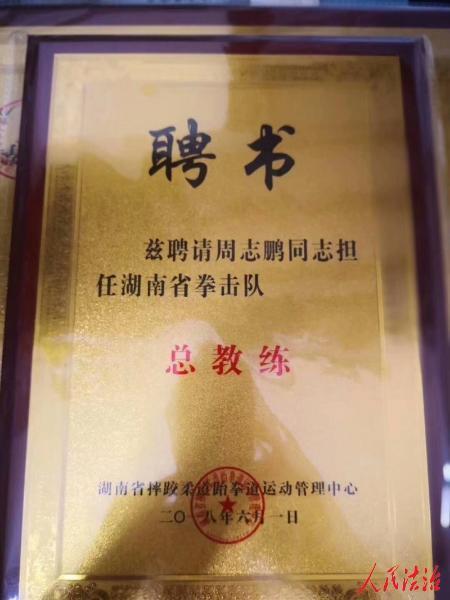 聘书
兹聘请周志鹏同志担
任湖南省拳击队
总教练
湖南省摔跤柔道跆拳道运动管理中心
二〇一八年六月一日
人民法治